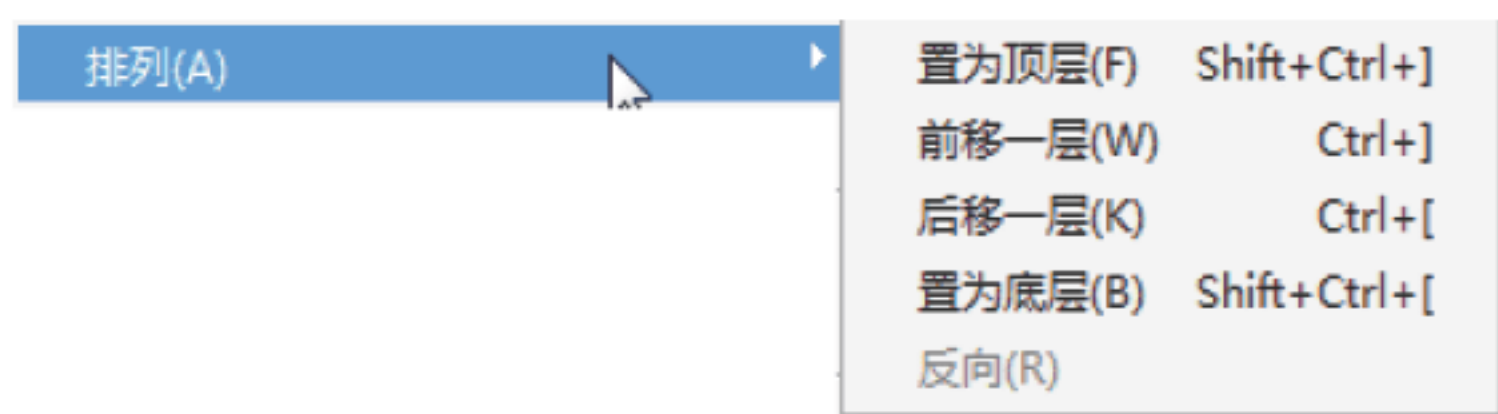 排列(A)
置为顶层(F) Shift+Ctrl+]
前移一层(W) Ctrl+]
后移一层(K) Ctrl+[
置为底层(B) Shift+Ctrl+[
反向(R)